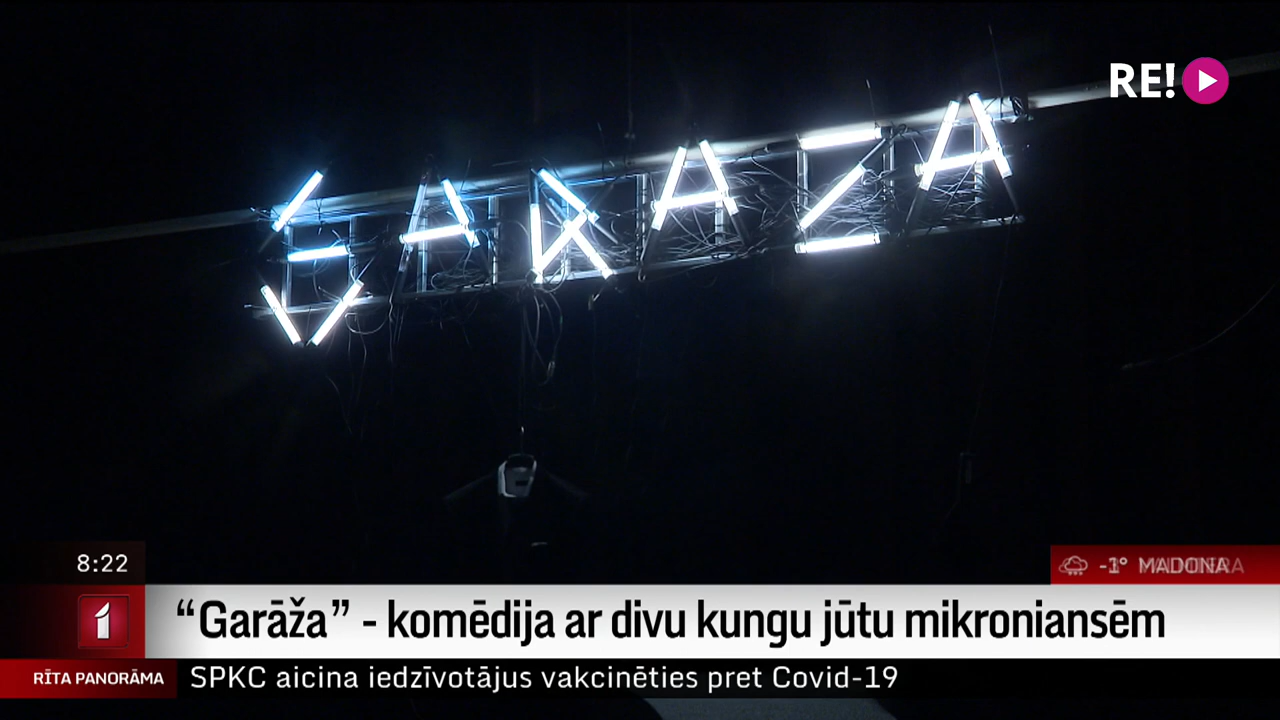 RE!
GARAZA
8:22
-1° MADONA
1
“Garāža” - komēdija ar divu kungu jūtu mikroniansēm
RĪTA PANORĀMA
SPKC aicina iedzīvotājus vakcinēties pret Covid-19